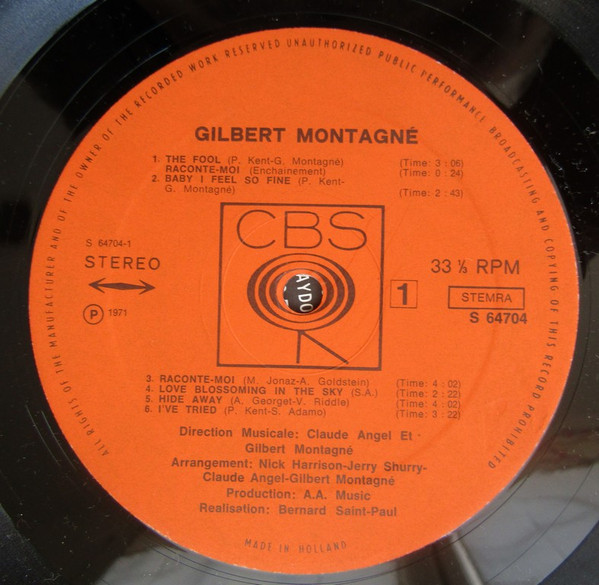 ALL RIGHTS OF THE MANUFACTURER AND OF THE OWNER OF THE RECORDED WORK RESERVED UNAUTHORIZED PUBLIC PERFORMANCE BROADCASTING AND COPYING OF THIS RECORD PROHIBITED
GILBERT MONTAGNÉ
1. THE FOOL (P. Kent-G. Montagné) (Time: 3 : 06)
RACONTE-MOI (Enchainément) (Time: 0 : 24)
2. BABY I FEEL SO FINE (P. Kent-
G. Montagné) (Time: 2 : 43)
CBS
S 64704-1
STEREO
33 ⅓ RPM
AYDO
1
STEMRA
S 64704
Ⓟ 1971
3. RACONTE-MOI (M. Jonaz-A. Goldstein) (Time: 4 : 02)
4. LOVE BLOSSOMING IN THE SKY (S.A.) (Time: 2 : 22)
5. HIDE AWAY (A. Georget-V. Riddle) (Time: 4 : 02)
6. I'VE TRIED (P. Kent-S. Adamo) (Time: 3 : 22)
Direction Musicale: Claude Angel Et
Gilbert Montagné
Arrangement: Nick Harrison-Jerry Shurry-
Claude Angel-Gilbert Montagné
Production: A.A. Music
Realisation: Bernard Saint-Paul
MADE IN HOLLAND